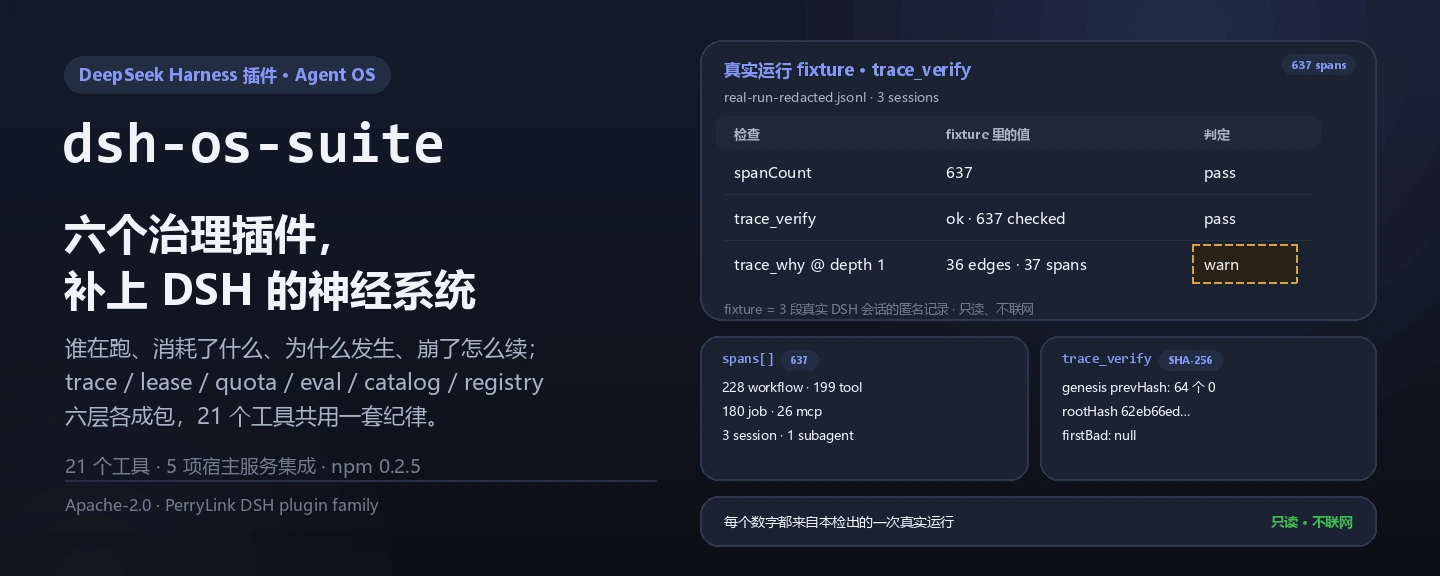 DeepSeek Harness 插件 • Agent OS
dsh-os-suite
六个治理插件,
补上 DSH 的神经系统
谁在跑、消耗了什么、为什么发生、崩了怎么续；
trace / lease / quota / eval / catalog / registry
六层各成包，21 个工具共用一套纪律。
21 个工具 · 5 项宿主服务集成 · npm 0.2.5
Apache-2.0 · PerryLink DSH plugin family
真实运行 fixture • trace_verify
637 spans
real-run-redacted.jsonl · 3 sessions
检查 fixture 里的值 判定
spanCount 637 pass
trace_verify ok · 637 checked pass
trace_why @ depth 1 36 edges · 37 spans warn
fixture = 3 段真实 DSH 会话的匿名记录 · 只读、不联网
spans[] 637
228 workflow · 199 tool
180 job · 26 mcp
3 session · 1 subagent
trace_verify SHA-256
genesis prevHash: 64 个 0
rootHash 62eb66ed…
firstBad: null
每个数字都来自本检出的一次真实运行
只读 • 不联网